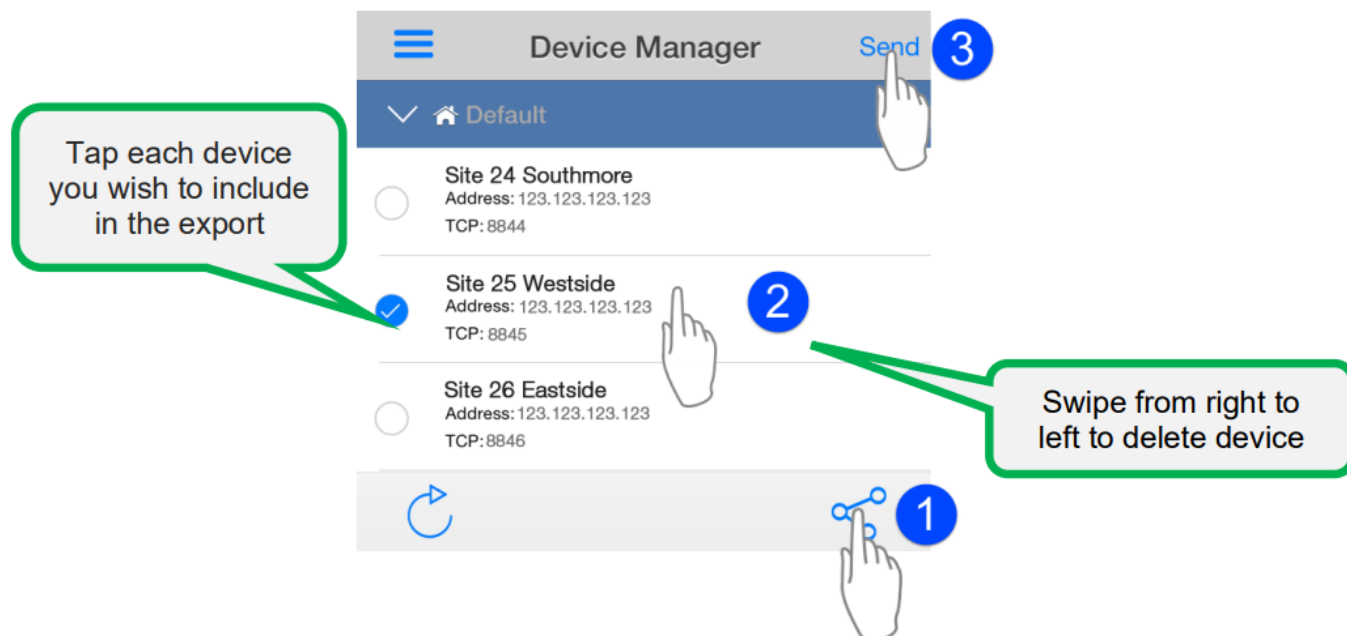 Device Manager
Send
3
Default
Tap each device
you wish to include
in the export
Site 24 Southmore
Address: 123.123.123.123
TCP: 8844
Site 25 Westside
Address: 123.123.123.123
TCP: 8845
2
Site 26 Eastside
Address: 123.123.123.123
TCP: 8846
Swipe from right to
left to delete device
1